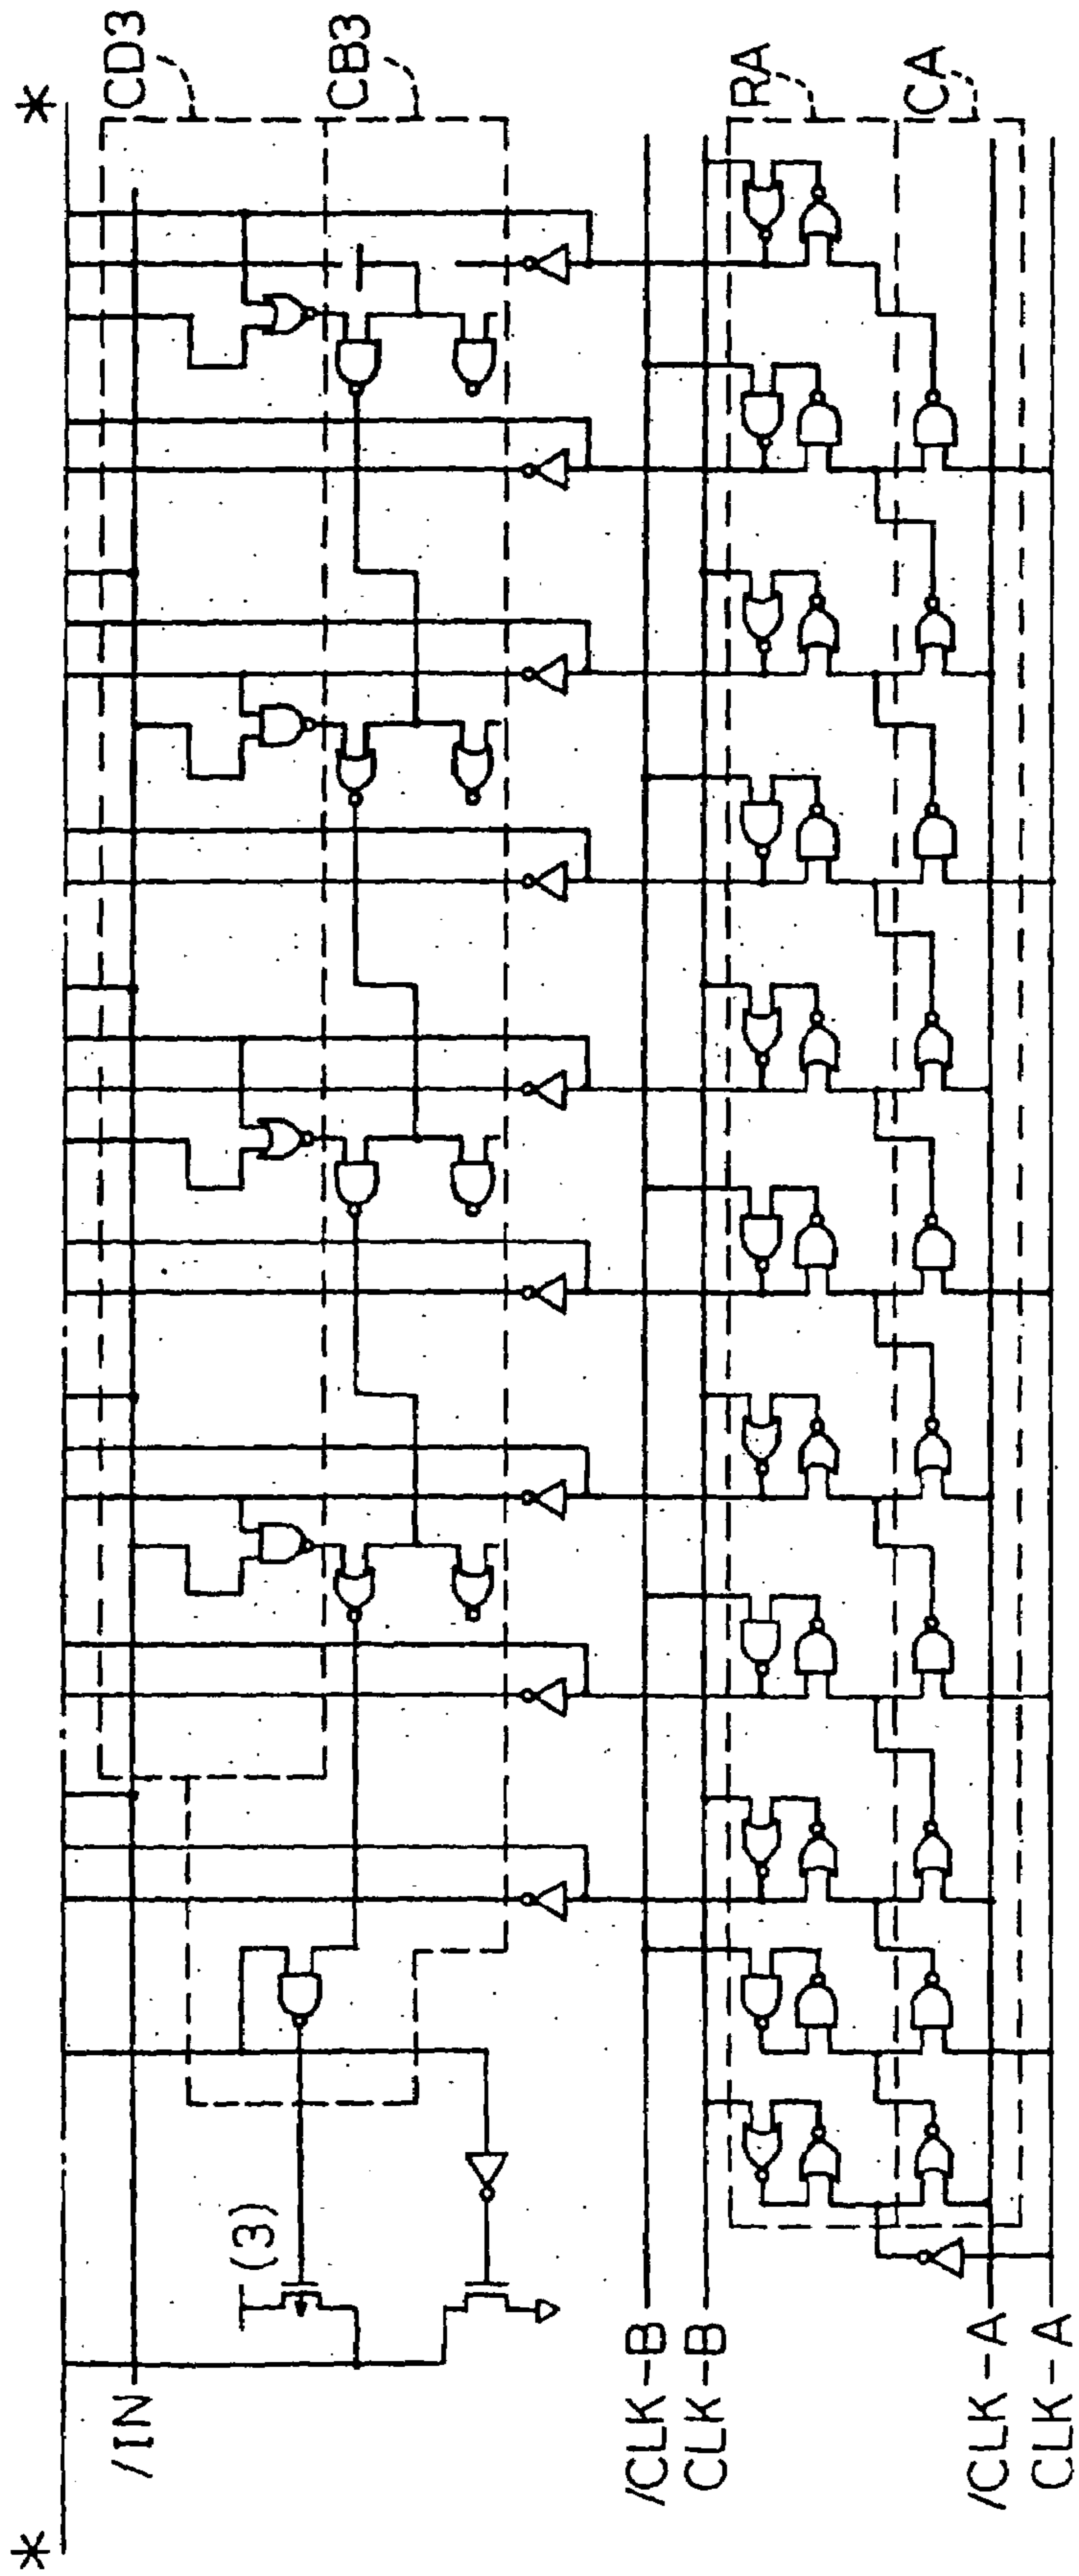 *
CD3
CB3
RA
CA
(3)
*
/IN
/CLK-B
CLK-B
/CLK-A
CLK-A